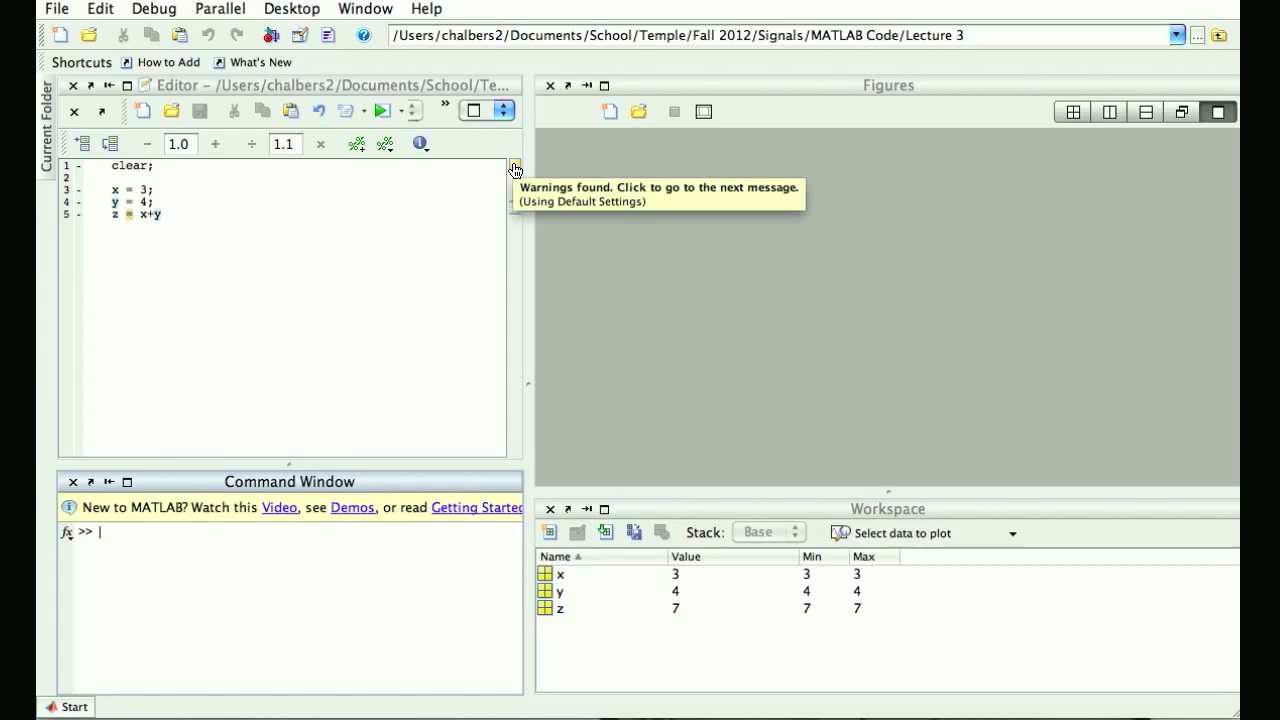 File Edit Debug Parallel Desktop Window Help
/Users/chalbers2/Documents/School/Temple/Fall 2012/Signals/MATLAB Code/Lecture 3
Shortcuts How to Add What's New
Current Folder
Editor - /Users/chalbers2/Documents/School/Te...
1.0 1.1
1 - clear;
2
3 - x = 3;
4 - y = 4;
5 - z = x+y
Figures
Warnings found. Click to go to the next message.
(Using Default Settings)
Command Window
New to MATLAB? Watch this Video, see Demos, or read Getting Started
fx >>
Workspace
Stack: Base Select data to plot
Name Value Min Max
x 3 3 3
y 4 4 4
z 7 7 7
Start